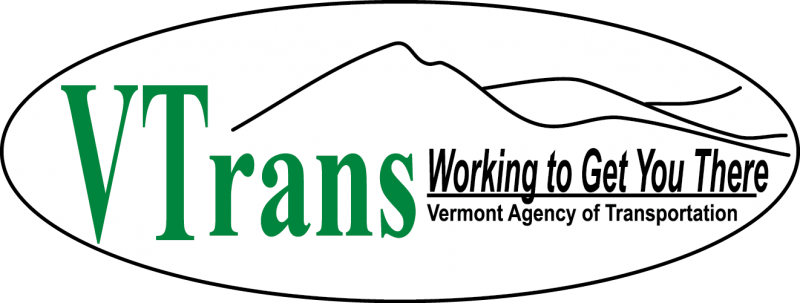 VTrans
Working to Get You There
Vermont Agency of Transportation